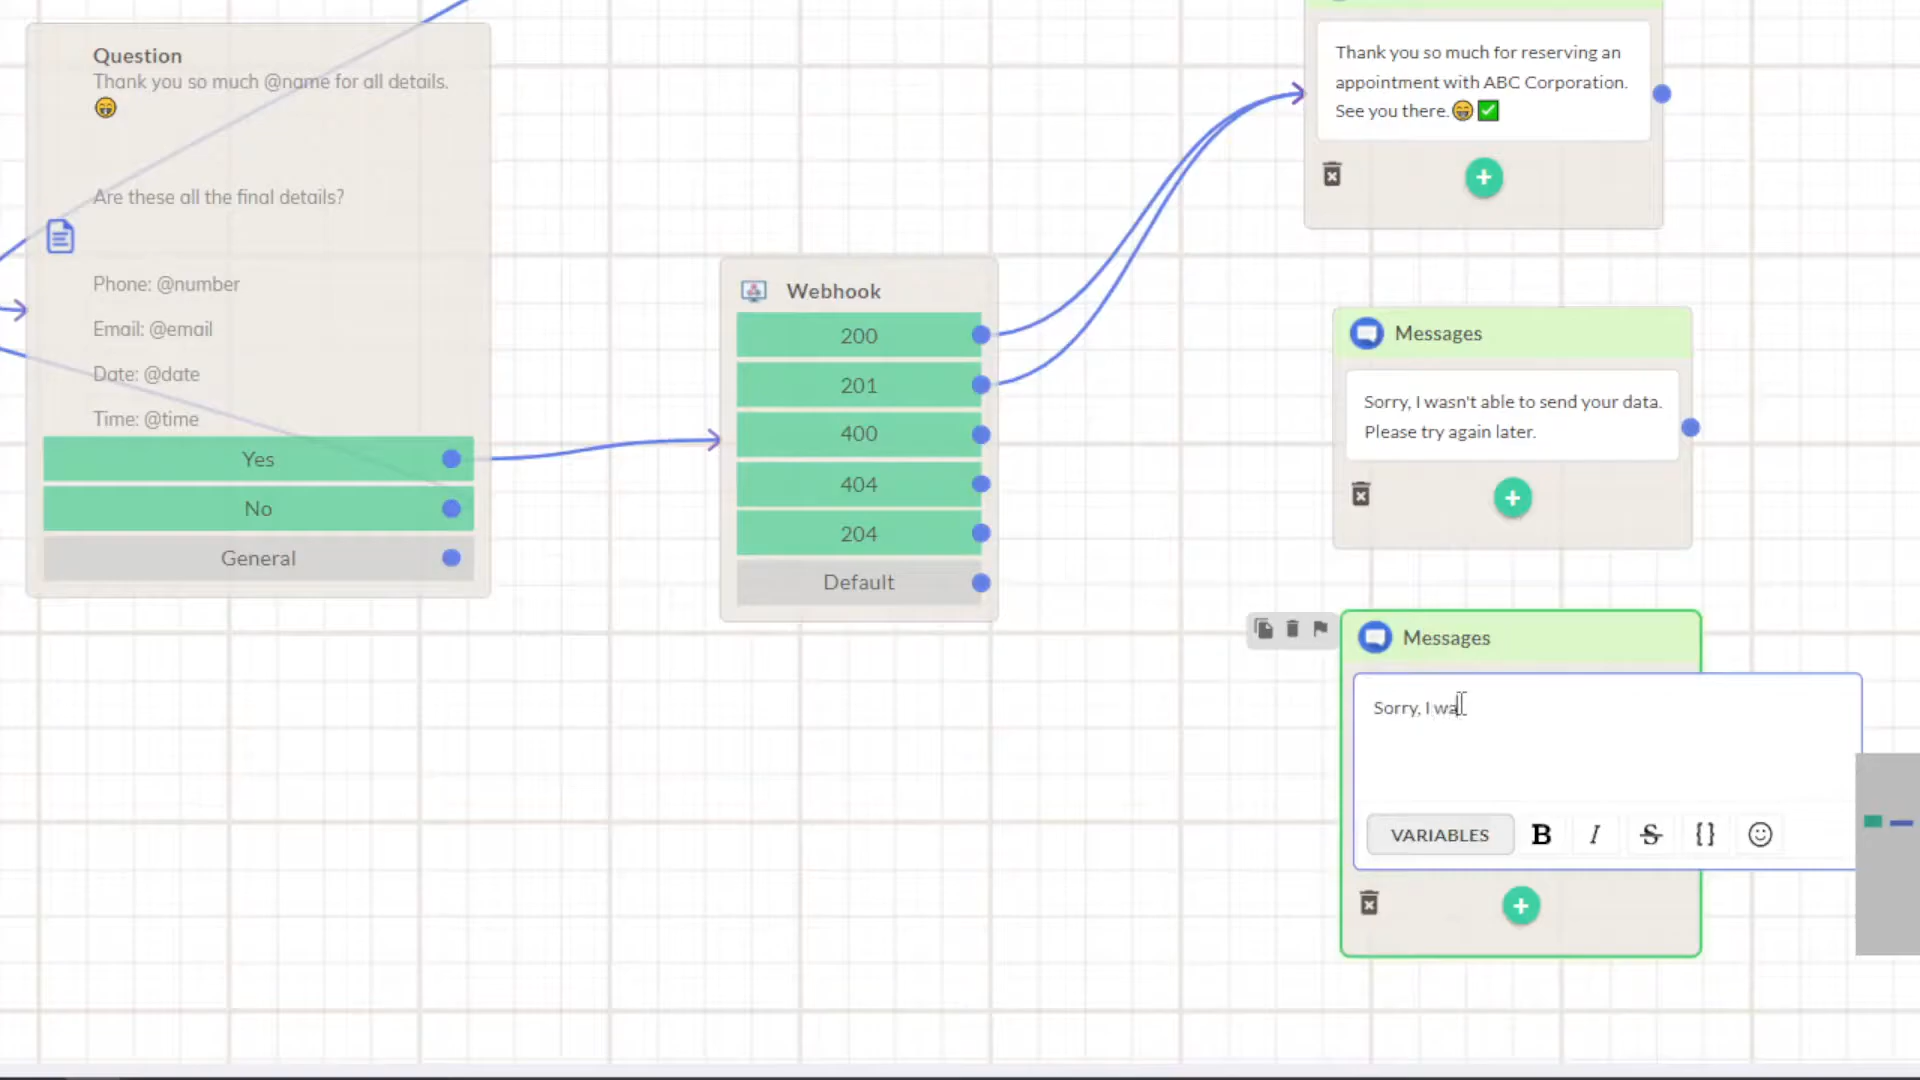 Question
Thank you so much @name for all details.
😁
Are these all the final details?
Phone: @number
Email: @email
Date: @date
Time: @time
Yes
No
General
Webhook
200
201
400
404
204
Default
Thank you so much for reserving an
appointment with ABC Corporation.
See you there.😁✅
Messages
Sorry, I wasn't able to send your data.
Please try again later.
Messages
Sorry, I wa
VARIABLES B I S {}